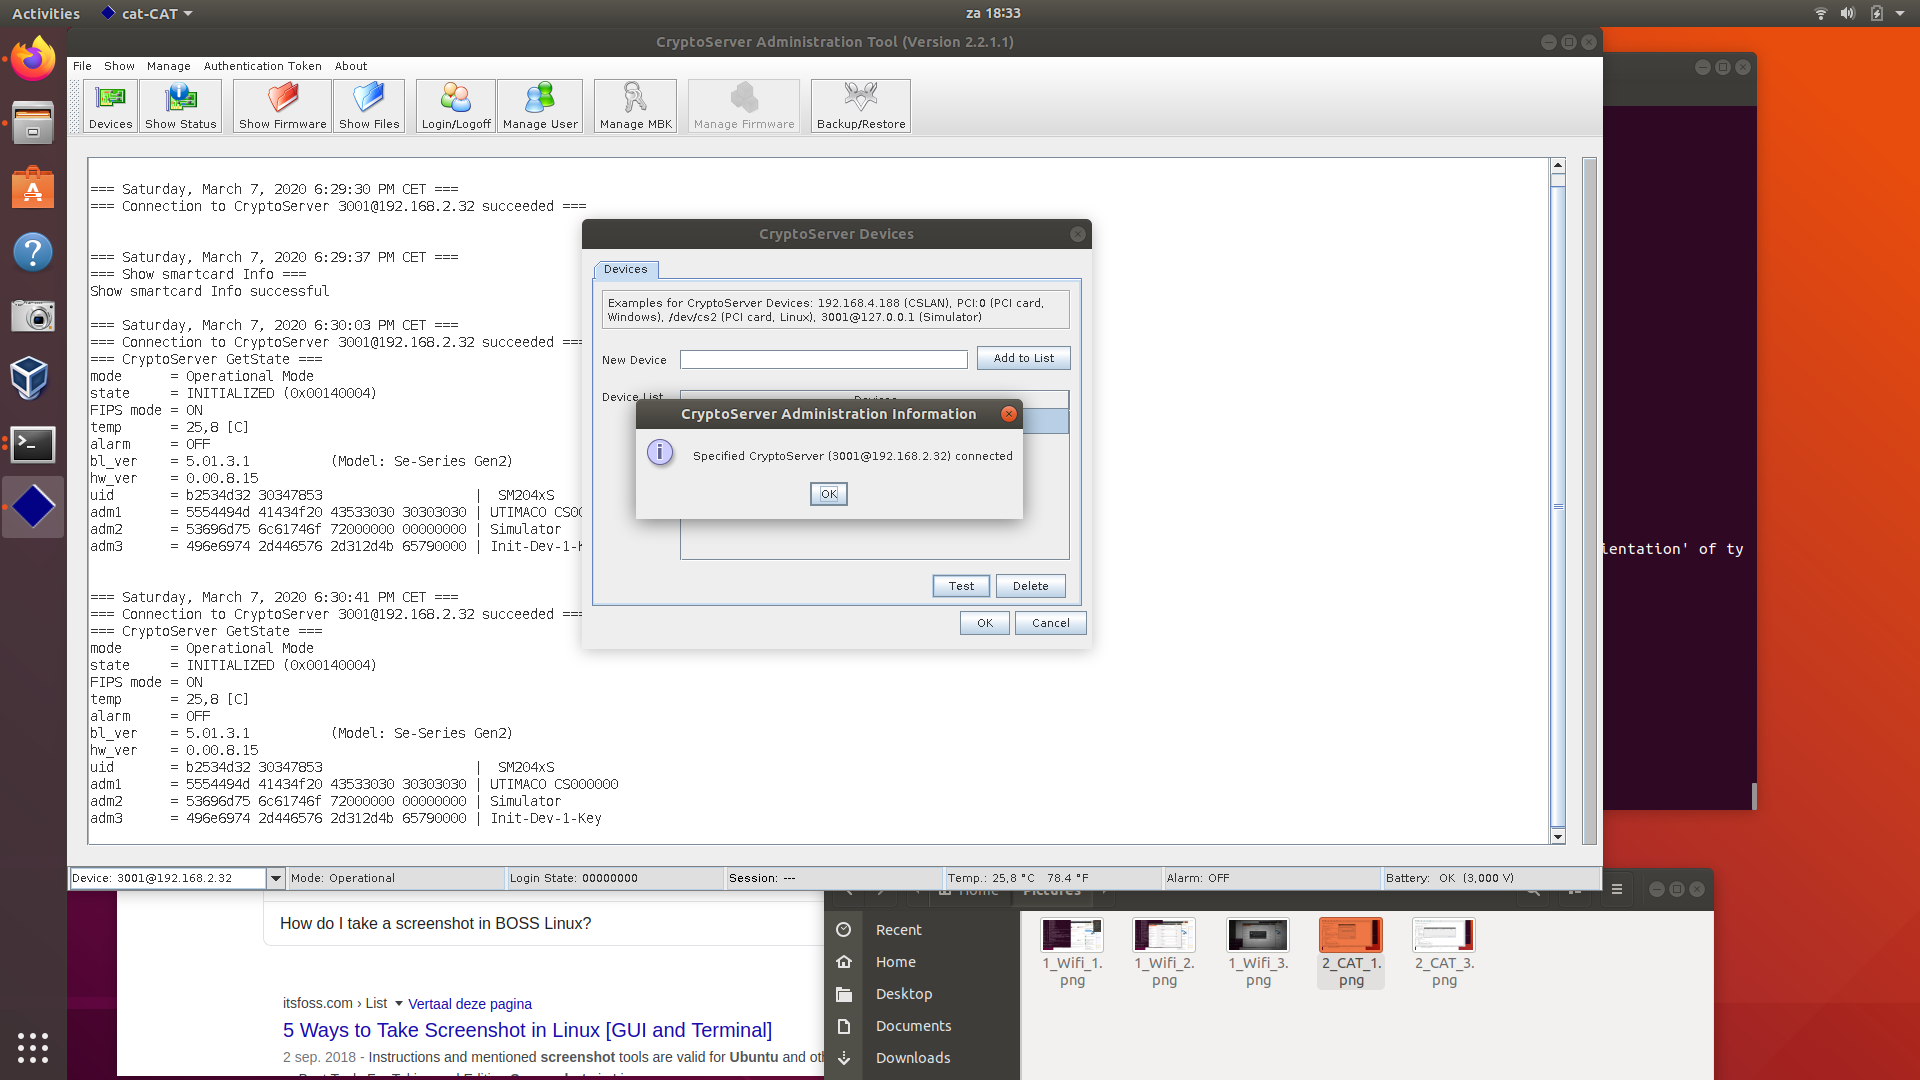 Activities
cat-CAT
za 18:33
CryptoServer Administration Tool (Version 2.2.1.1)
File Show Manage Authentication Token About
Devices
Show Status
Show Firmware
Show Files
Login/Logoff
Manage User
Manage MBK
Manage Firmware
Backup/Restore
=== Saturday, March 7, 2020 6:29:30 PM CET ===
=== Connection to CryptoServer 3001@192.168.2.32 succeeded ===
=== Saturday, March 7, 2020 6:29:37 PM CET ===
=== Show smartcard Info ===
Show smartcard Info successful
=== Saturday, March 7, 2020 6:30:03 PM CET ===
=== Connection to CryptoServer 3001@192.168.2.32 succeeded ===
=== CryptoServer GetState ===
mode = Operational Mode
state = INITIALIZED (0x00140004)
FIPS mode = ON
temp = 25,8 [C]
alarm = OFF
bl_ver = 5.01.3.1 (Model: Se-Series Gen2)
hw_ver = 0.00.8.15
uid = b2534d32 30347853 | SM204xS
adm1 = 5554494d 41434f20 43533030 30303030 | UTIMACO CS00
adm2 = 53696d75 6c61746f 72000000 00000000 | Simulator
adm3 = 496e6974 2d446576 2d312d4b 65790000 | Init-Dev-1-K
=== Saturday, March 7, 2020 6:30:41 PM CET ===
=== Connection to CryptoServer 3001@192.168.2.32 succeeded ===
=== CryptoServer GetState ===
mode = Operational Mode
state = INITIALIZED (0x00140004)
FIPS mode = ON
temp = 25,8 [C]
alarm = OFF
bl_ver = 5.01.3.1 (Model: Se-Series Gen2)
hw_ver = 0.00.8.15
uid = b2534d32 30347853 | SM204xS
adm1 = 5554494d 41434f20 43533030 30303030 | UTIMACO CS000000
adm2 = 53696d75 6c61746f 72000000 00000000 | Simulator
adm3 = 496e6974 2d446576 2d312d4b 65790000 | Init-Dev-1-Key
CryptoServer Devices
Devices
Examples for CryptoServer Devices: 192.168.4.188 (CSLAN), PCI:0 (PCI card,
Windows), /dev/cs2 (PCI card, Linux), 3001@127.0.0.1 (Simulator)
New Device
Add to List
Device List
Devices
CryptoServer Administration Information
Specified CryptoServer (3001@192.168.2.32) connected
OK
Test
Delete
OK
Cancel
ientation' of ty
Device: 3001@192.168.2.32
Mode: Operational
Login State: 00000000
Session: ---
Temp.: 25,8 °C 78.4 °F
Alarm: OFF
Battery: OK (3,000 V)
How do I take a screenshot in BOSS Linux?
itsfoss.com › List
Vertaal deze pagina
5 Ways to Take Screenshot in Linux [GUI and Terminal]
2 sep. 2018 - Instructions and mentioned screenshot tools are valid for Ubuntu and oth
Home
Pictures
Recent
Home
Desktop
Documents
Downloads
1_Wifi_1.
png
1_Wifi_2.
png
1_Wifi_3.
png
2_CAT_1.
png
2_CAT_3.
png